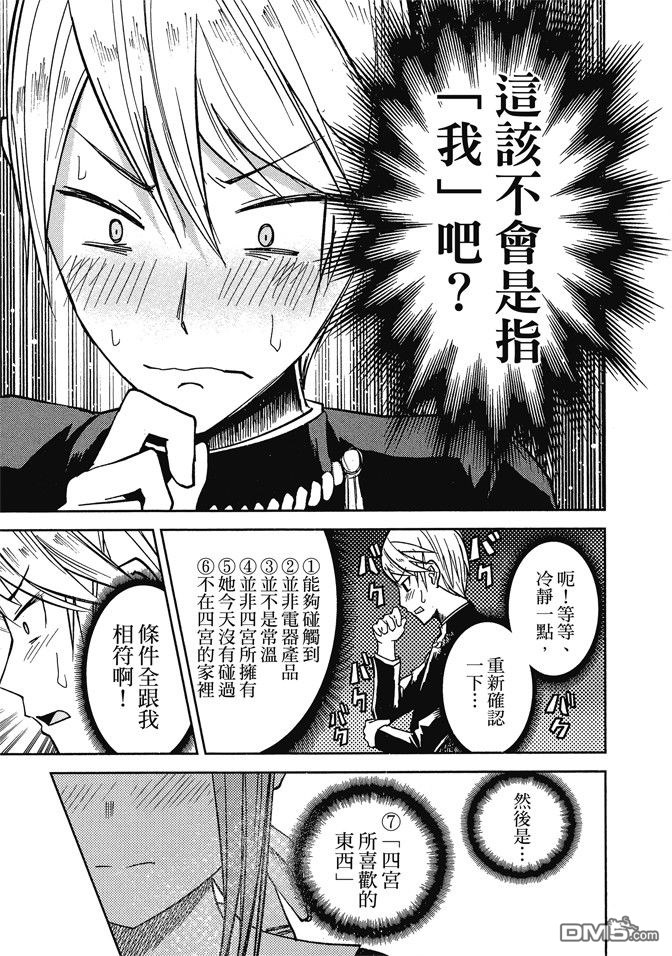 這該不會是指
「我」吧？
呃！等等、
冷靜一點，
重新確認
一下…
バク
バク
バク
バク
バク
バク
①能夠碰觸到
②並非電器產品
③並不是常溫
④並非四宮所擁有
⑤她今天沒有碰過
⑥不在四宮的家裡
條件全跟我
相符啊！
然後是…
⑦「四宮
所喜歡的
東西」
DM5.com